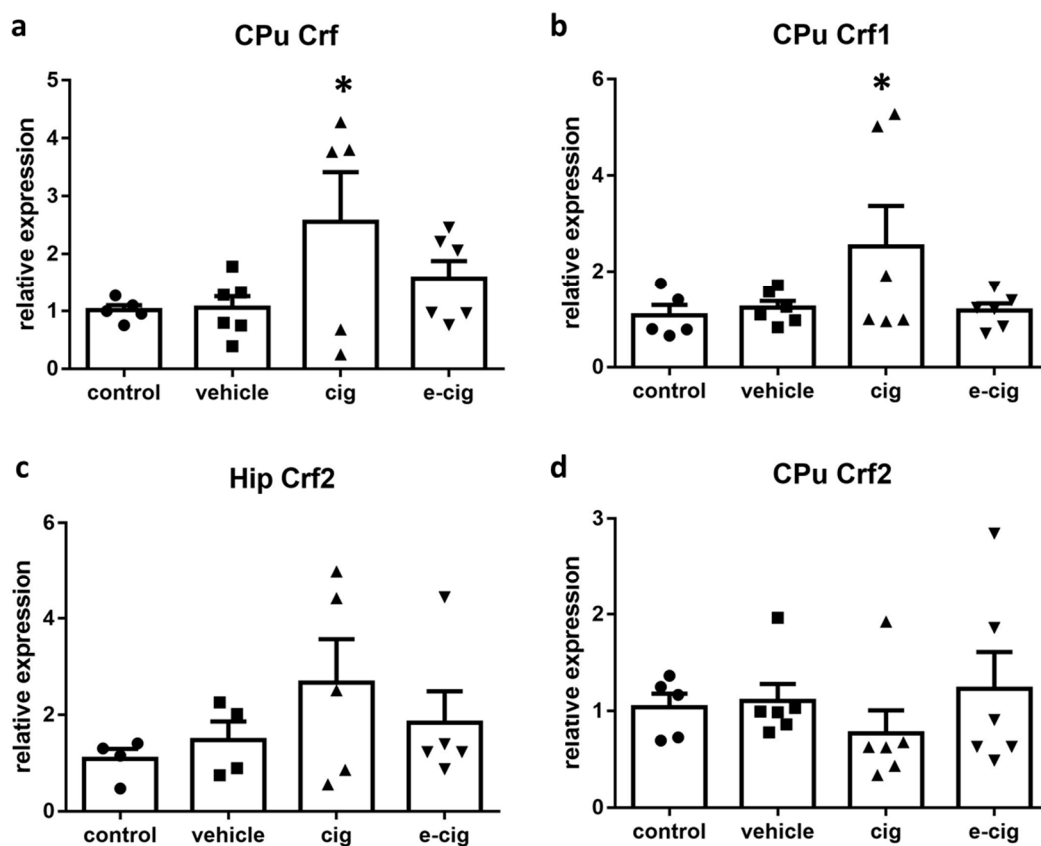 a
CPu Crf
relative expression
5
4
3
2
1
0
*
control vehicle cig e-cig
b
CPu Crf1
relative expression
6
4
2
0
*
control vehicle cig e-cig
c
Hip Crf2
relative expression
6
4
2
0
control vehicle cig e-cig
d
CPu Crf2
relative expression
3
2
1
0
control vehicle cig e-cig